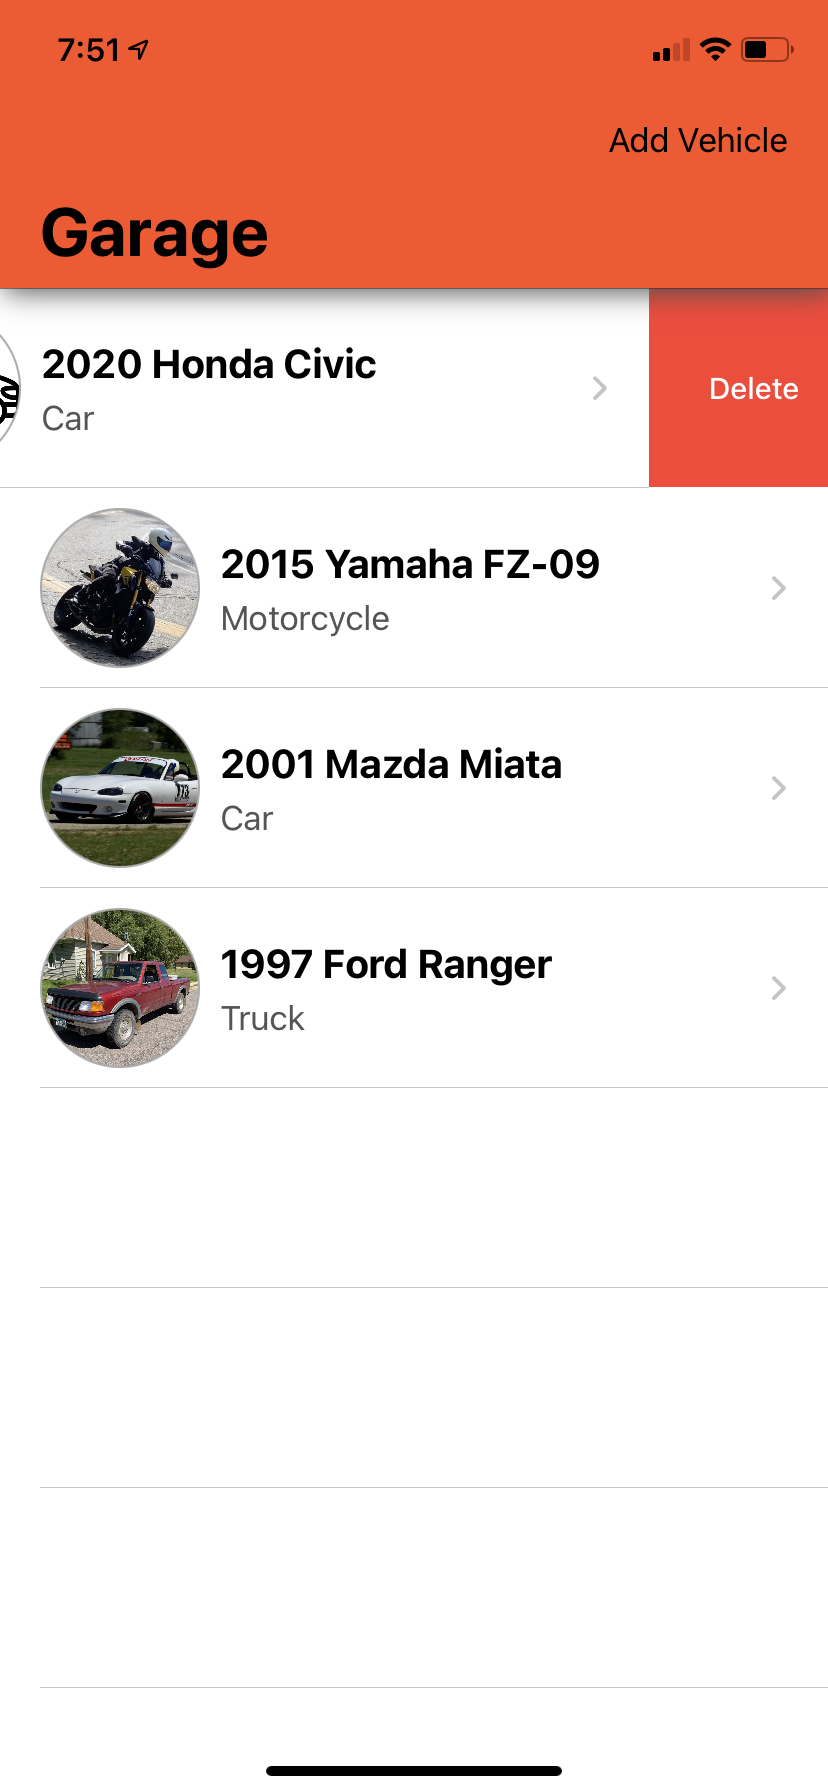 7:51
Add Vehicle
Garage
2020 Honda Civic
Car
Delete
2015 Yamaha FZ-09
Motorcycle
2001 Mazda Miata
Car
1997 Ford Ranger
Truck